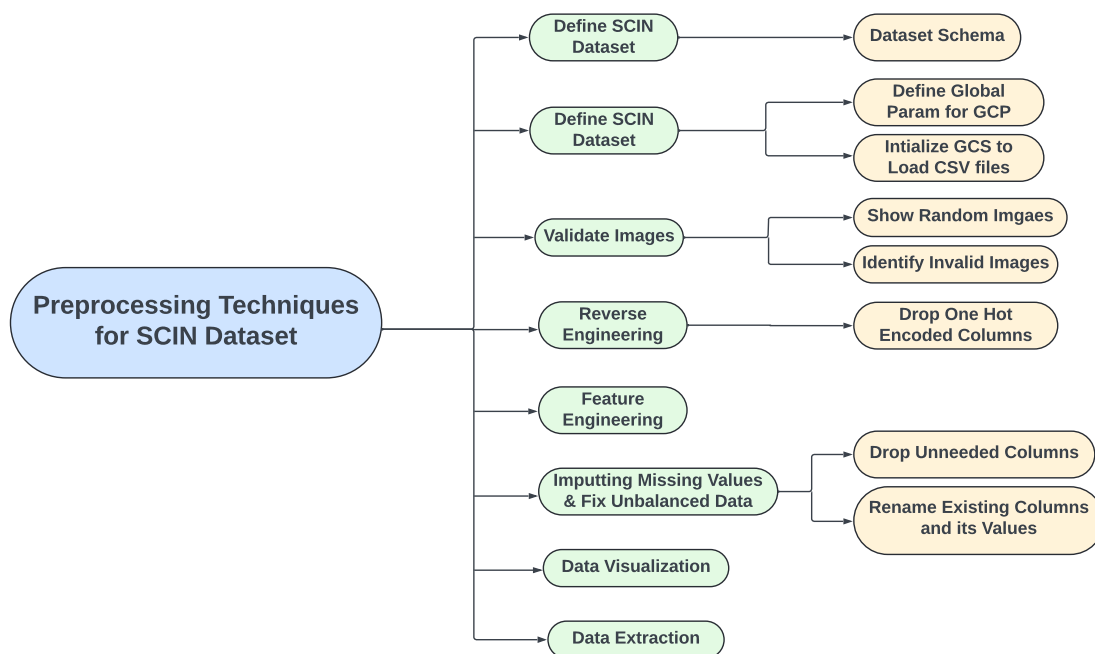 Preprocessing Techniques
for SCIN Dataset
Define SCIN
Dataset
Dataset Schema
Define SCIN
Dataset
Define Global
Param for GCP
Intialize GCS to
Load CSV files
Validate Images
Show Random Imgaes
Identify Invalid Images
Reverse
Engineering
Drop One Hot
Encoded Columns
Feature
Engineering
Imputting Missing Values
& Fix Unbalanced Data
Drop Unneeded Columns
Rename Existing Columns
and its Values
Data Visualization
Data Extraction